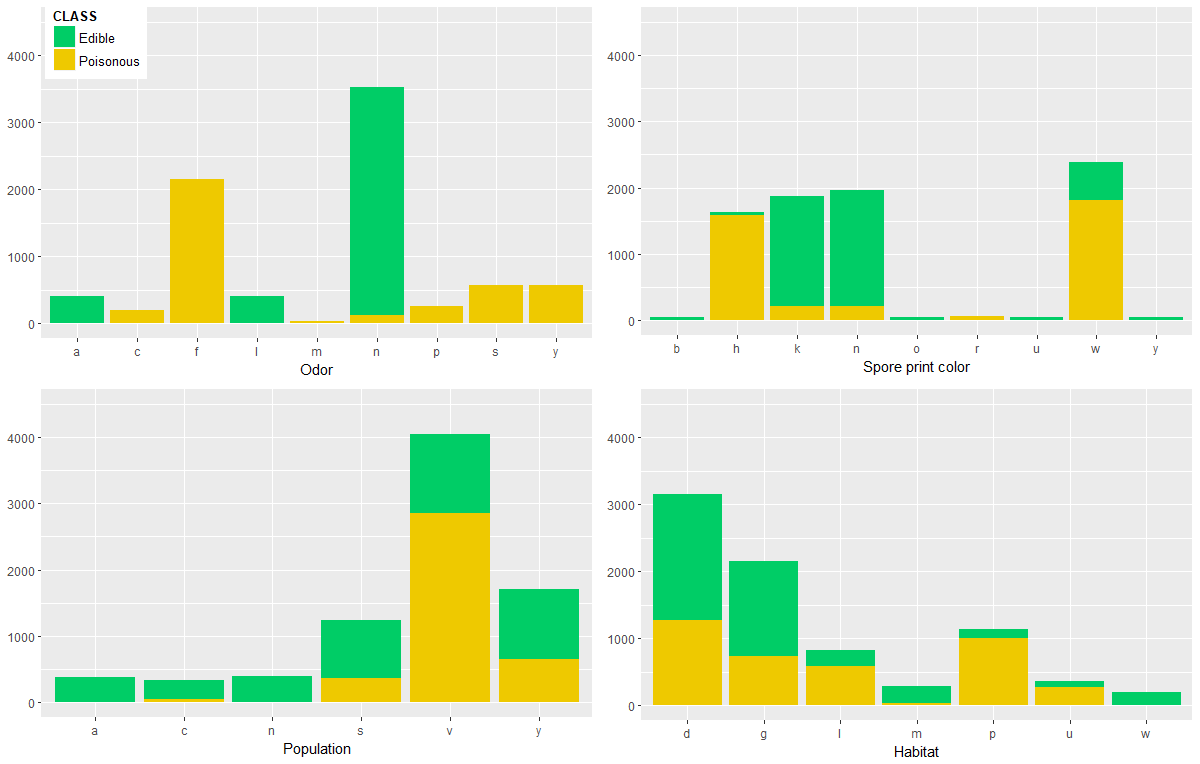 CLASS
Edible
Poisonous
4000
3000
2000
1000
0
a c f l m n p s y
Odor
4000
3000
2000
1000
0
b h k n o r u w y
Spore print color
4000
3000
2000
1000
0
a c n s v y
Population
4000
3000
2000
1000
0
d g l m p u w
Habitat